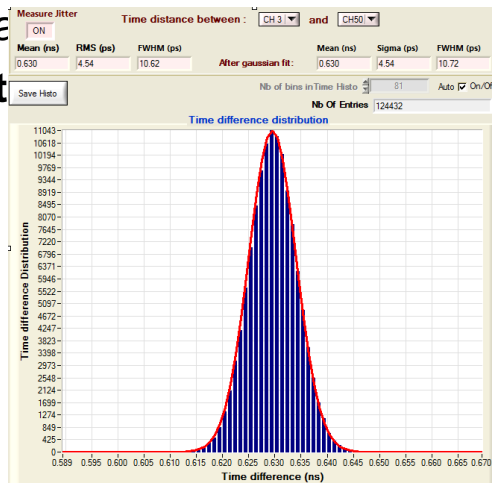 Measure Jitter
ON
Time distance between : CH 3 and CH50
Mean (ns) RMS (ps) FWHM (ps) Mean (ns) Sigma (ps) FWHM (ps)
0.630 4.54 10.62 After gaussian fit: 0.630 4.54 10.72
Save Histo
Nb of bins in Time Histo 81 Auto On/Off
Nb Of Entries 124432
Time difference distribution
Time difference Distribution
11043
10618
10194
9769
9344
8919
8495
8070
7645
7220
6796
6371
5946
5522
5097
4672
4247
3823
3398
2973
2548
2124
1699
1274
849
425
0
0.589 0.595 0.600 0.605 0.610 0.615 0.620 0.625 0.630 0.635 0.640 0.645 0.650 0.655 0.660 0.665 0.670
Time difference (ns)